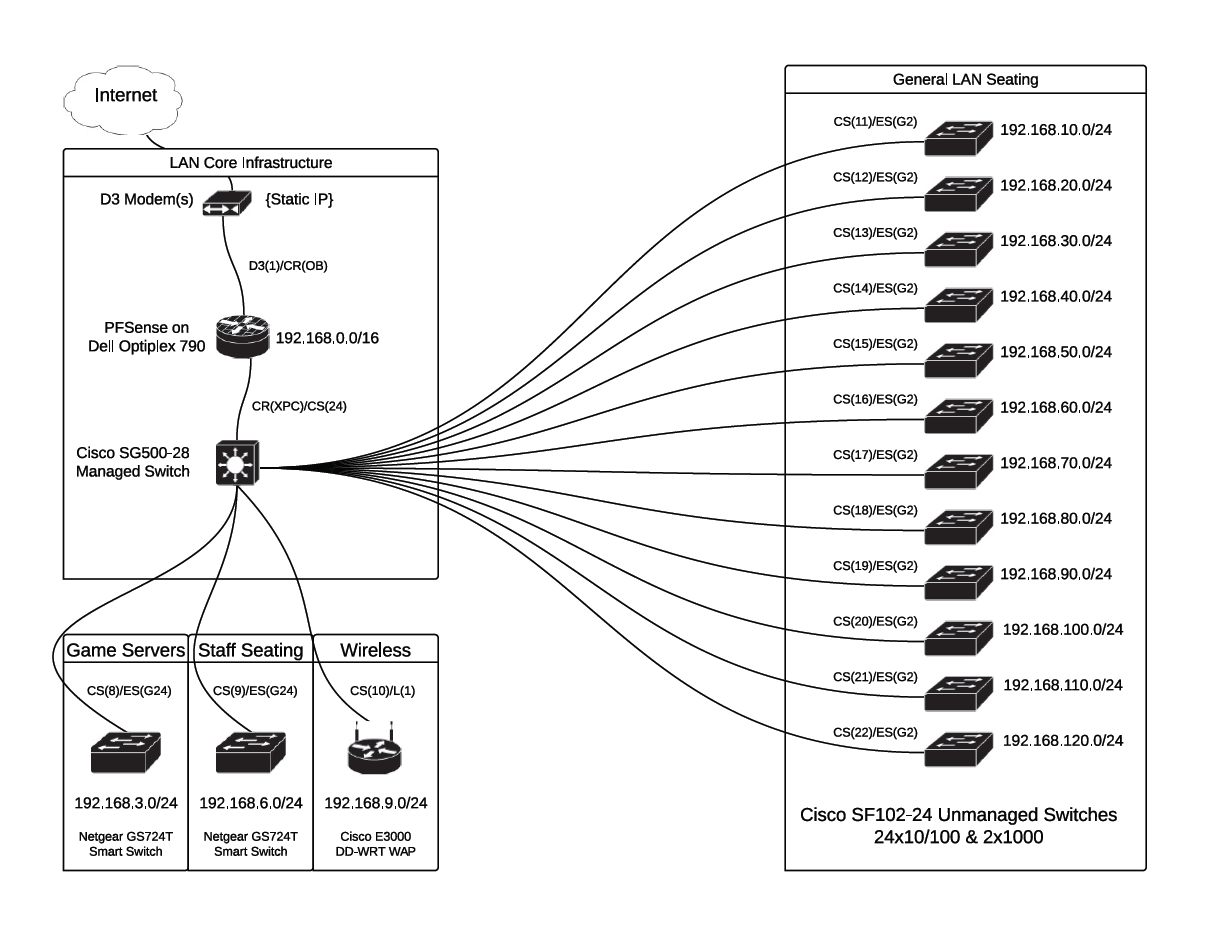 Internet
LAN Core Infrastructure
D3 Modem(s)
{Static IP}
D3(1)/CR(OB)
PFSense on
Dell Optiplex 790
192.168.0.0/16
CR(XPC)/CS(24)
Cisco SG500-28
Managed Switch
Game Servers
CS(8)/ES(G24)
192.168.3.0/24
Netgear GS724T
Smart Switch
Staff Seating
CS(9)/ES(G24)
192.168.6.0/24
Netgear GS724T
Smart Switch
Wireless
CS(10)/L(1)
192.168.9.0/24
Cisco E3000
DD-WRT WAP
General LAN Seating
CS(11)/ES(G2)
192.168.10.0/24
CS(12)/ES(G2)
192.168.20.0/24
CS(13)/ES(G2)
192.168.30.0/24
CS(14)/ES(G2)
192.168.40.0/24
CS(15)/ES(G2)
192.168.50.0/24
CS(16)/ES(G2)
192.168.60.0/24
CS(17)/ES(G2)
192.168.70.0/24
CS(18)/ES(G2)
192.168.80.0/24
CS(19)/ES(G2)
192.168.90.0/24
CS(20)/ES(G2)
192.168.100.0/24
CS(21)/ES(G2)
192.168.110.0/24
CS(22)/ES(G2)
192.168.120.0/24
Cisco SF102-24 Unmanaged Switches
24x10/100 & 2x1000